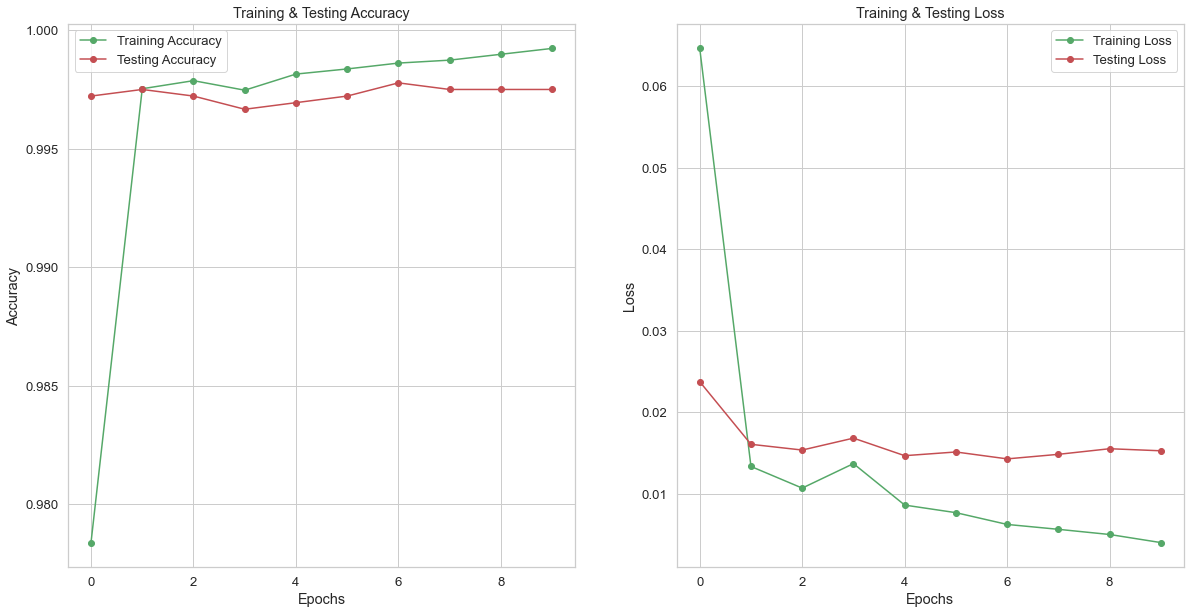 Training & Testing Accuracy
1.000
0.995
0.990
0.985
0.980
Accuracy
Training Accuracy
Testing Accuracy
0
2
4
6
8
Epochs
Training & Testing Loss
0.06
0.05
0.04
0.03
0.02
0.01
Loss
Training Loss
Testing Loss
0
2
4
6
8
Epochs